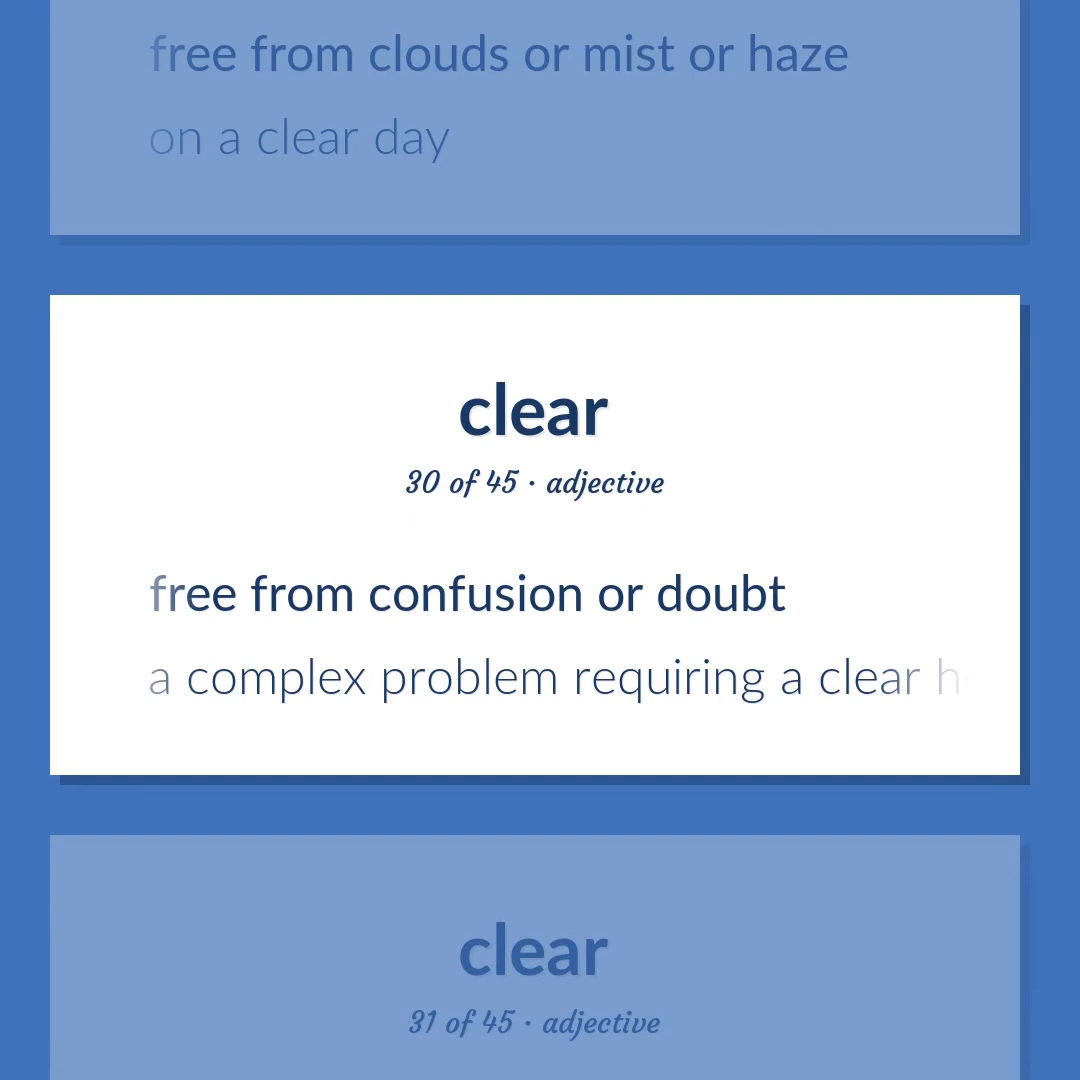 free from clouds or mist or haze
on a clear day
clear
30 of 45 · adjective
free from confusion or doubt
a complex problem requiring a clear
clear
31 of 45 · adjective